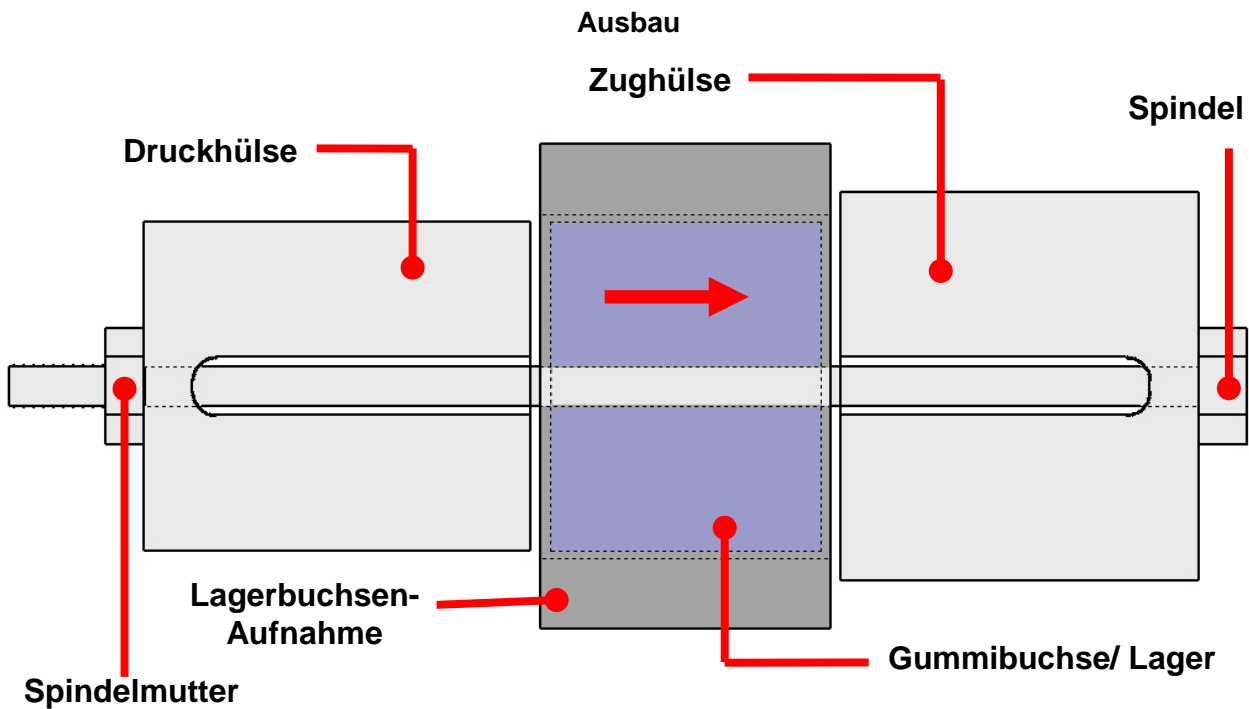 Ausbau
Zughülse
Spindel
Druckhülse
Lagerbuchsen-
Aufnahme
Gummibuchse/ Lager
Spindelmutter